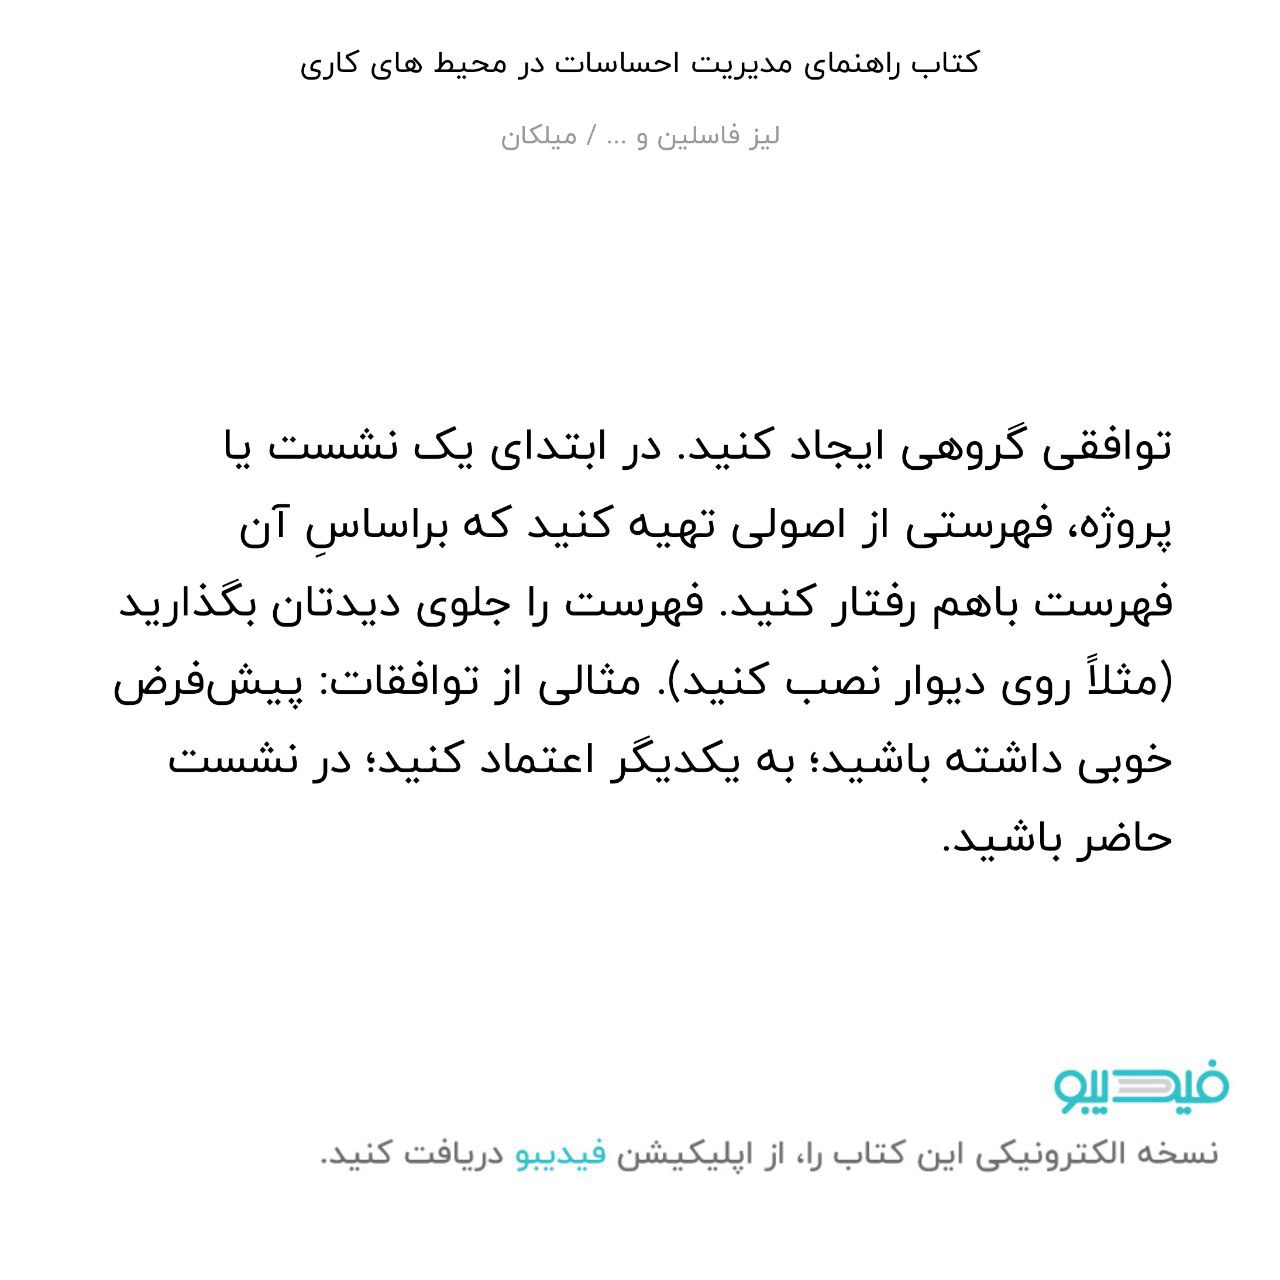 کتاب راهنمای مدیریت احساسات در محیط های کاری
لیز فاسلین و ... / میلکان
توافقی گروهی ایجاد کنید. در ابتدای یک نشست یا
پروژه، فهرستی از اصولی تهیه کنید که براساسِ آن
فهرست باهم رفتار کنید. فهرست را جلوی دیدتان بگذارید
(مثلاً روی دیوار نصب کنید). مثالی از توافقات: پیش‌فرض
خوبی داشته باشید؛ به یکدیگر اعتماد کنید؛ در نشست
حاضر باشید.
فیدیبو
نسخه الکترونیکی این کتاب را، از اپلیکیشن فیدیبو دریافت کنید.